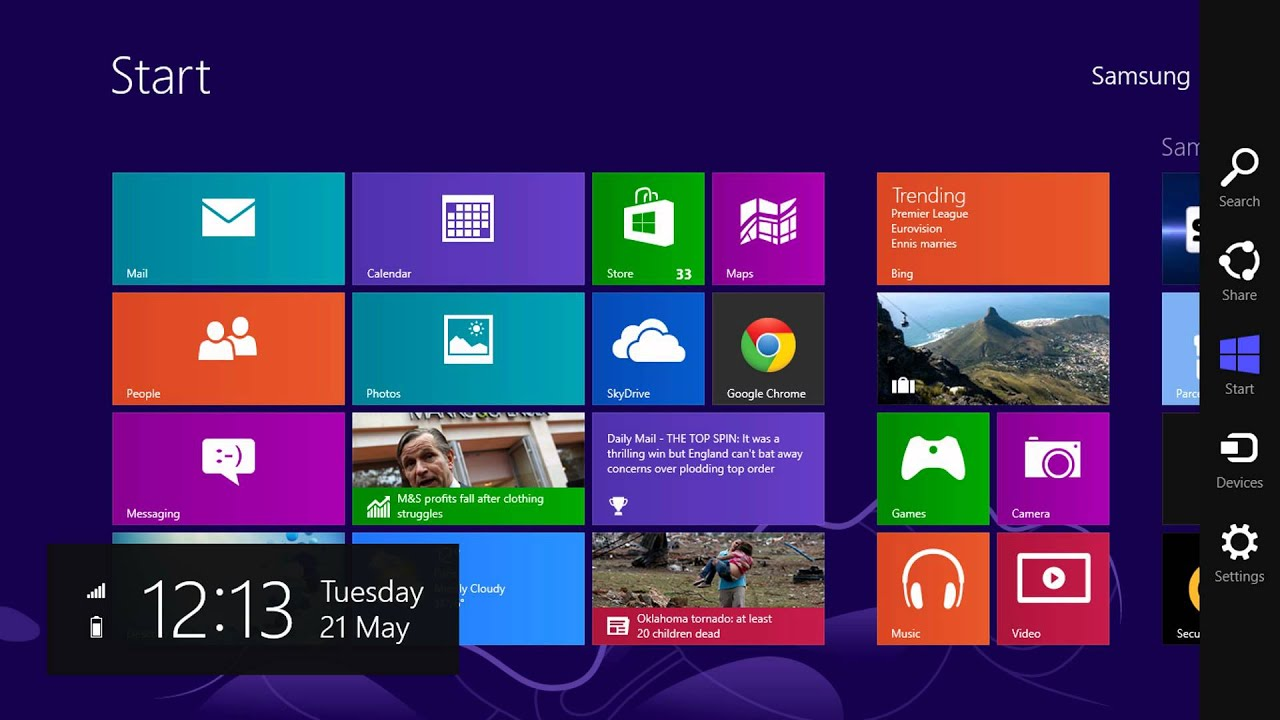 Start
Samsung
Mail
Calendar
Store 33
Maps
Trending
Premier League
Eurovision
Ennis marries
Bing
People
Photos
SkyDrive
Google Chrome
Messaging
M&S profits fall after clothing
struggles
Daily Mail - THE TOP SPIN: It was a
thrilling win but England can't bat away
concerns over plodding top order
Games
Camera
Cloudy
Oklahoma tornado: at least
20 children dead
Music
Video
12:13
Tuesday
21 May
Sam
Parc
Secu
Search
Share
Start
Devices
Settings